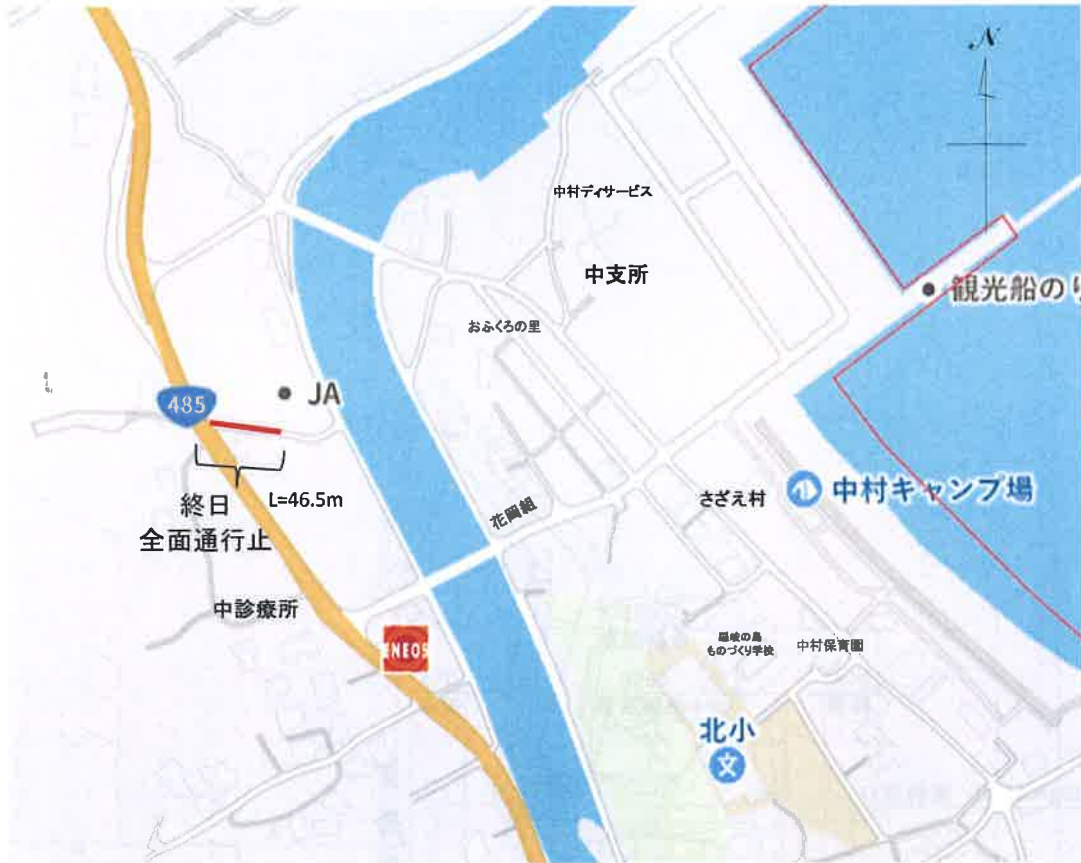 N
中村デイサービス
中支所
観光船のり
おふくろの里
485
JA
L=46.5m
終日
全面通行止
花岡組
さざえ村
中村キャンプ場
中診療所
ENEOS
隠岐の島
ものづくり学校
中村保育園
北小
文